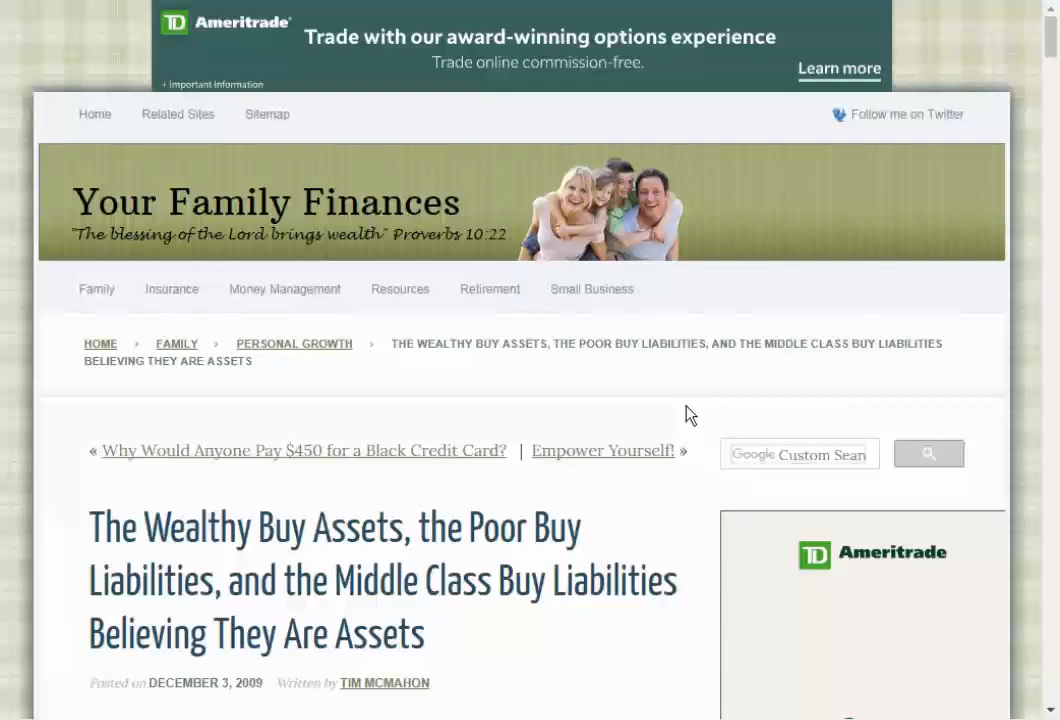 TD Ameritrade
Trade with our award-winning options experience
Trade online commission-free.
Learn more
Important information
Home Related Sites Sitemap Follow me on Twitter
Your Family Finances
"The blessing of the Lord brings wealth" Proverbs 10:22
Family Insurance Money Management Resources Retirement Small Business
HOME › FAMILY › PERSONAL GROWTH › THE WEALTHY BUY ASSETS, THE POOR BUY LIABILITIES, AND THE MIDDLE CLASS BUY LIABILITIES
BELIEVING THEY ARE ASSETS
« Why Would Anyone Pay $450 for a Black Credit Card? | Empower Yourself! »
Google Custom Sear
The Wealthy Buy Assets, the Poor Buy
Liabilities, and the Middle Class Buy Liabilities
Believing They Are Assets
TD Ameritrade
Posted on DECEMBER 3, 2009 Written by TIM MCMAHON